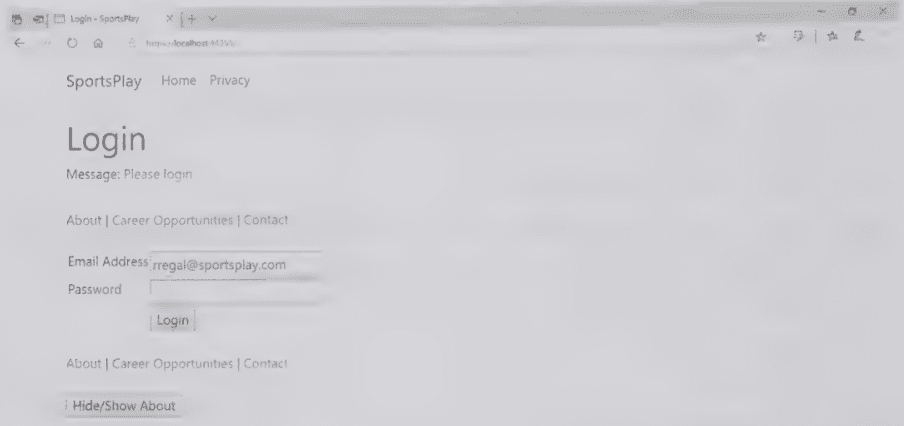 Login - SportsPlay
SportsPlay Home Privacy
Login
Message: Please login
About | Career Opportunities | Contact
Email Address rregal@sportsplay.com
Password
Login
About | Career Opportunities | Contact
Hide/Show About